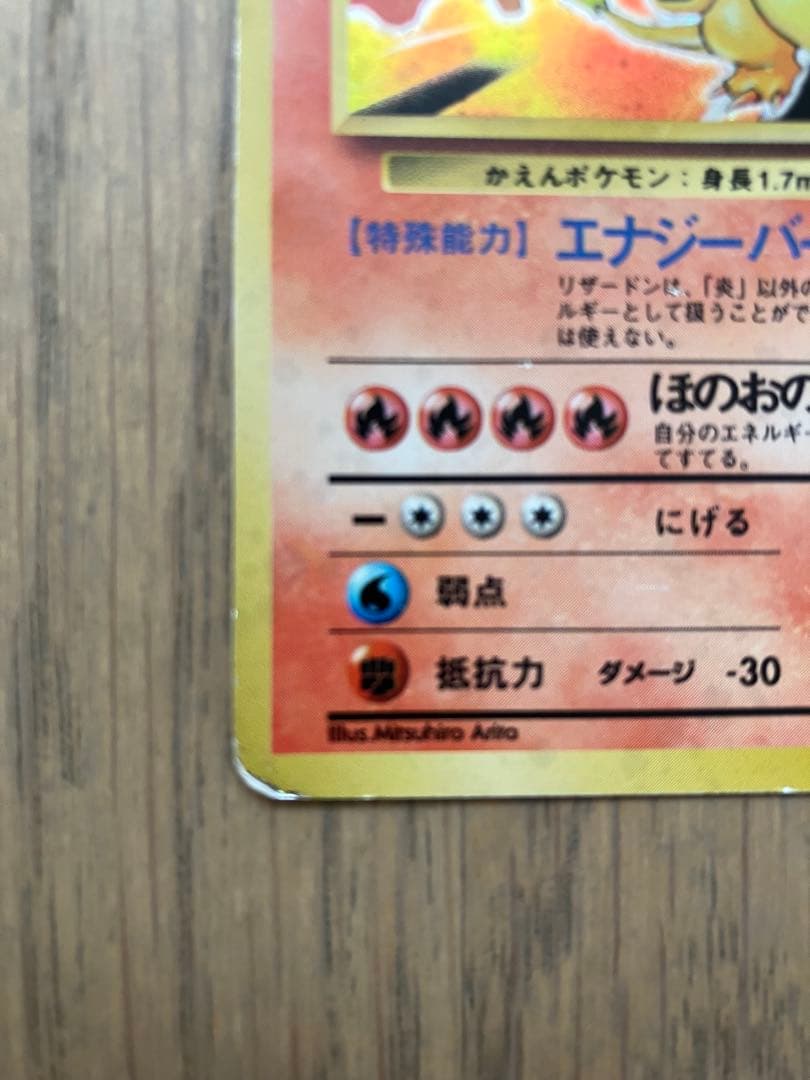 かえんポケモン：身長1.7m
【特殊能力】 エナジーバー
リザードンは、「炎」以外の
ルギーとして扱うことがで
は使えない。
ほのおの
自分のエネルギー
てすてる。
にげる
弱点
抵抗力 ダメージ -30
Illus.Mitsuhiro Arita